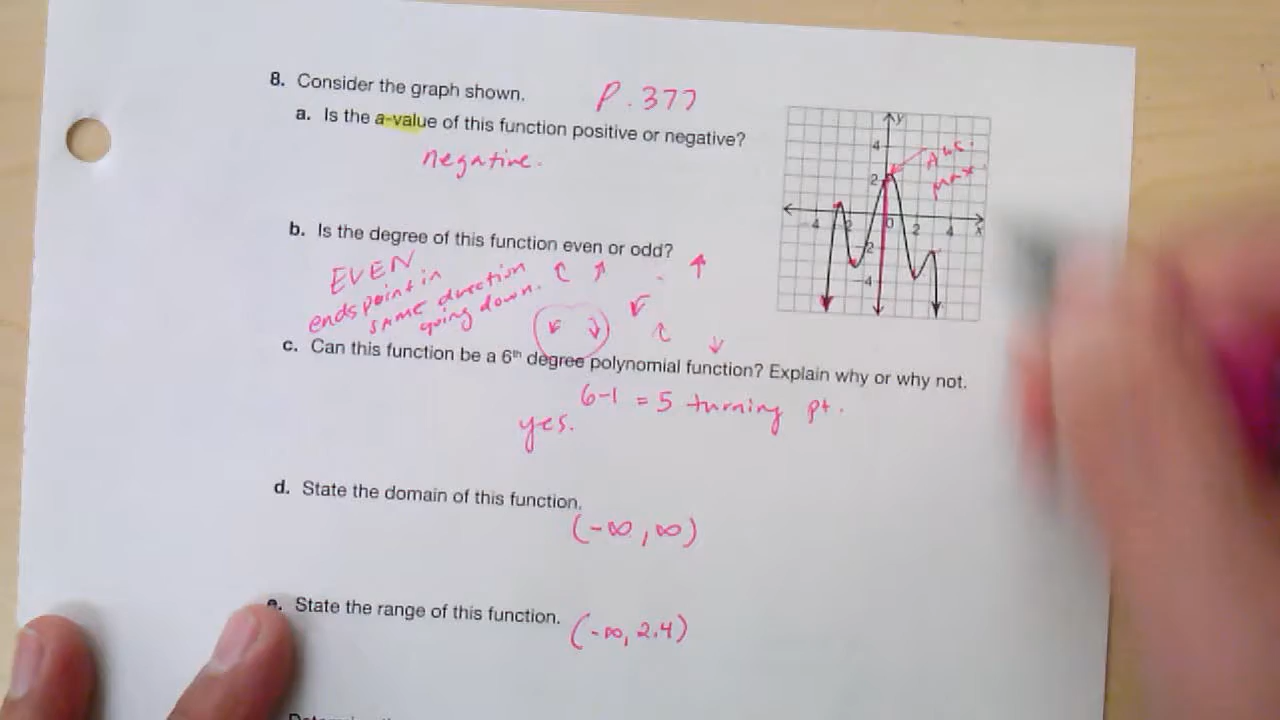 8. Consider the graph shown.
P. 377
a. Is the a-value of this function positive or negative?
negative.
y
4
2
-4
-2
0
2
4
x
-2
-4
Abs.
max
b. Is the degree of this function even or odd?
EVEN
ends point in
same direction
going down.
c. Can this function be a 6th degree polynomial function? Explain why or why not.
6-1 = 5 turning pt.
yes.
d. State the domain of this function.
(-∞, ∞)
e. State the range of this function.
(-∞, 2.4)